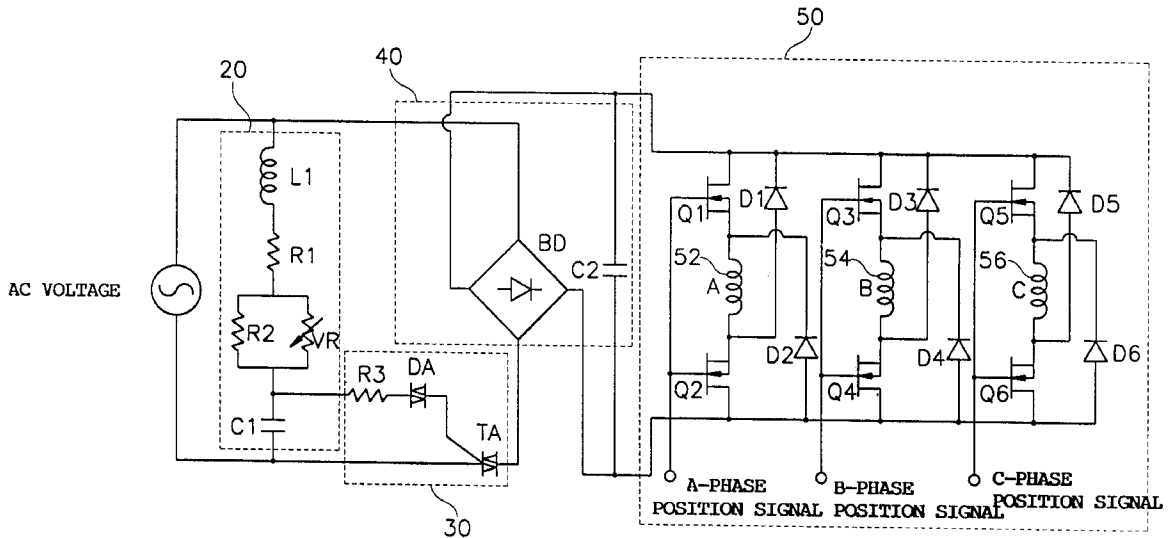 50
40
20
L1
R1
BD
C2
AC VOLTAGE
R2
VR
R3
DA
C1
TA
30
Q1
D1
52
A
D2
Q2
Q3
D3
54
B
D4
Q4
Q5
D5
56
C
D6
Q6
A-PHASE
POSITION SIGNAL
B-PHASE
POSITION SIGNAL
C-PHASE
POSITION SIGNAL